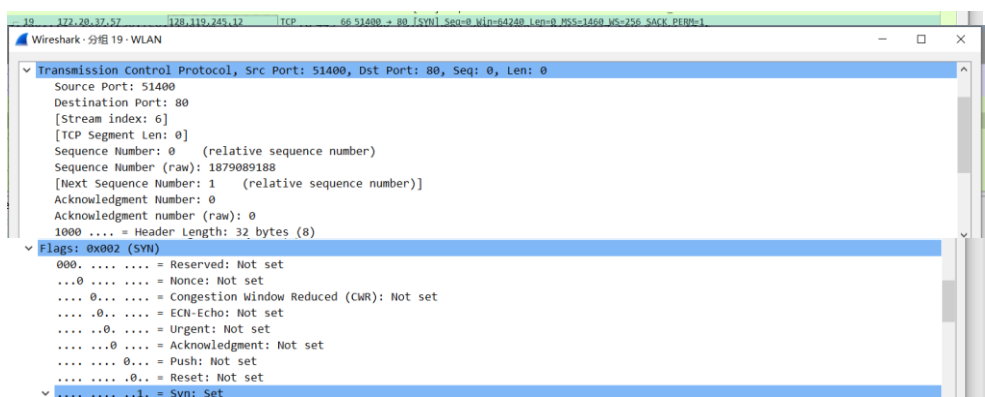 19 172.20.37.57 128.119.245.12 TCP 66 51400 → 80 [SYN] Seq=0 Win=64240 Len=0 MSS=1460 WS=256 SACK_PERM=1
Wireshark · 分组 19 · WLAN
Transmission Control Protocol, Src Port: 51400, Dst Port: 80, Seq: 0, Len: 0
Source Port: 51400
Destination Port: 80
[Stream index: 6]
[TCP Segment Len: 0]
Sequence Number: 0 (relative sequence number)
Sequence Number (raw): 1879089188
[Next Sequence Number: 1 (relative sequence number)]
Acknowledgment Number: 0
Acknowledgment number (raw): 0
1000 .... = Header Length: 32 bytes (8)
Flags: 0x002 (SYN)
000. .... .... = Reserved: Not set
...0 .... .... = Nonce: Not set
.... 0... .... = Congestion Window Reduced (CWR): Not set
.... .0.. .... = ECN-Echo: Not set
.... ..0. .... = Urgent: Not set
.... ...0 .... = Acknowledgment: Not set
.... .... 0... = Push: Not set
.... .... .0.. = Reset: Not set
.... .... ..1. = Syn: Set